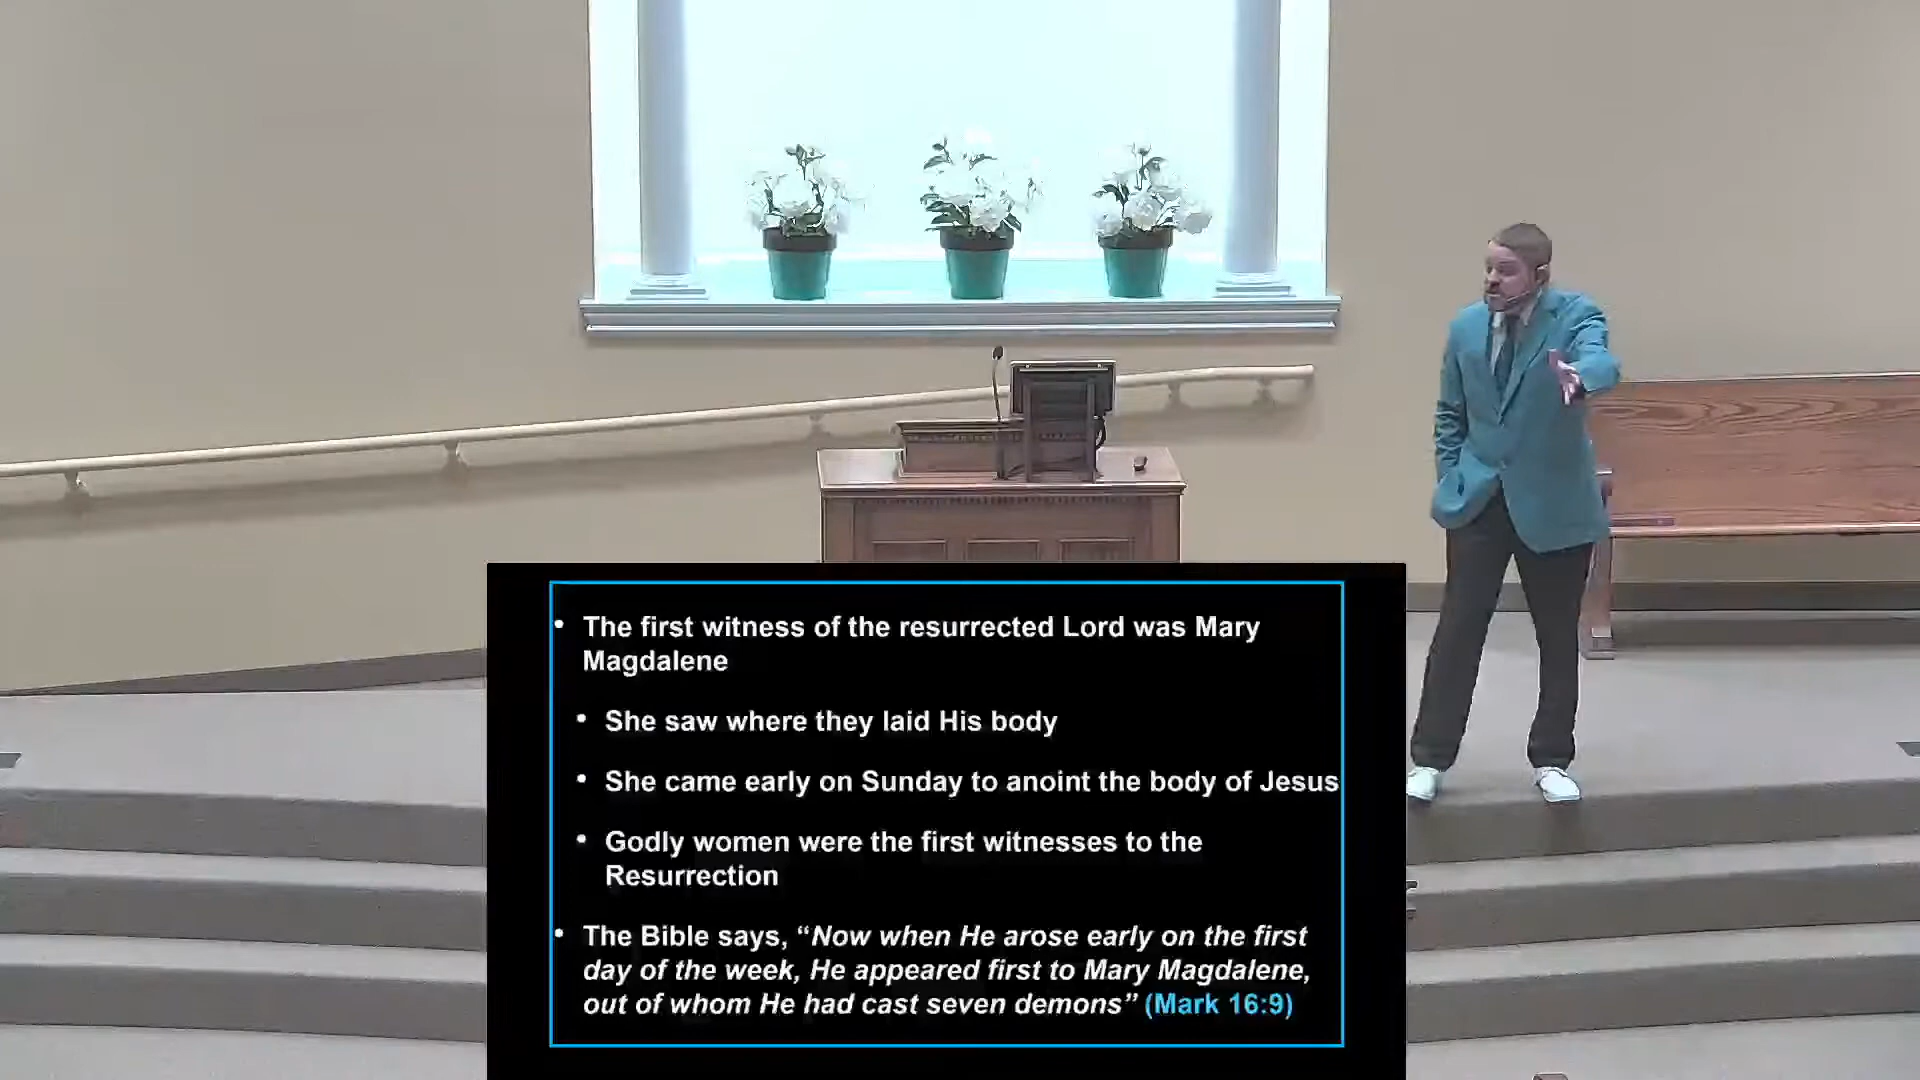 • The first witness of the resurrected Lord was Mary
Magdalene
• She saw where they laid His body
• She came early on Sunday to anoint the body of Jesus
• Godly women were the first witnesses to the
Resurrection
• The Bible says, “Now when He arose early on the first
day of the week, He appeared first to Mary Magdalene,
out of whom He had cast seven demons” (Mark 16:9)